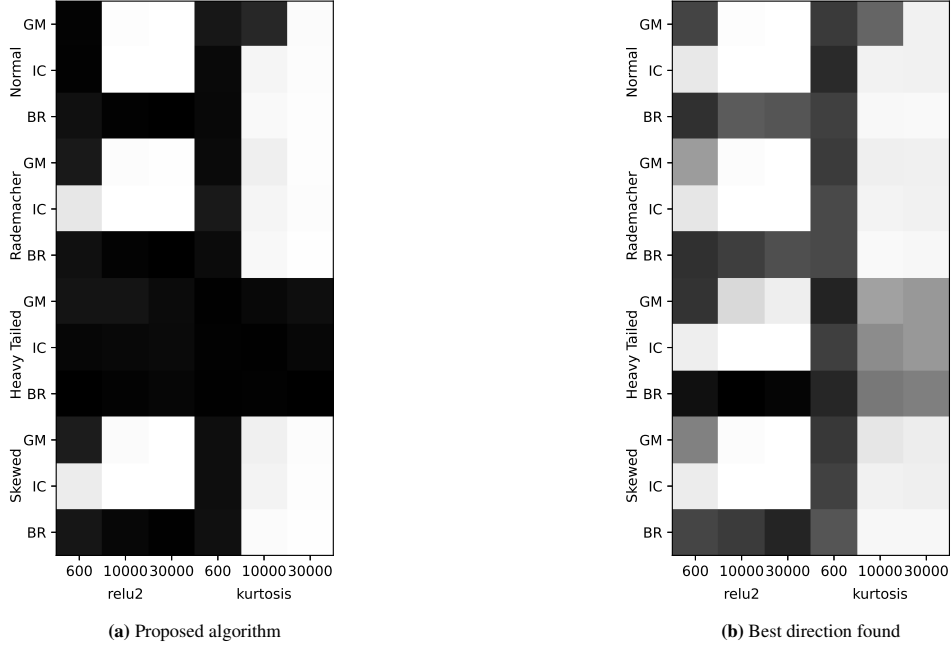 Normal
GM
IC
BR
Rademacher
GM
IC
BR
Heavy Tailed
GM
IC
BR
Skewed
GM
IC
BR
600 10000 30000 600 10000 30000
relu2 kurtosis
(a) Proposed algorithm
Normal
GM
IC
BR
Rademacher
GM
IC
BR
Heavy Tailed
GM
IC
BR
Skewed
GM
IC
BR
600 10000 30000 600 10000 30000
relu2 kurtosis
(b) Best direction found